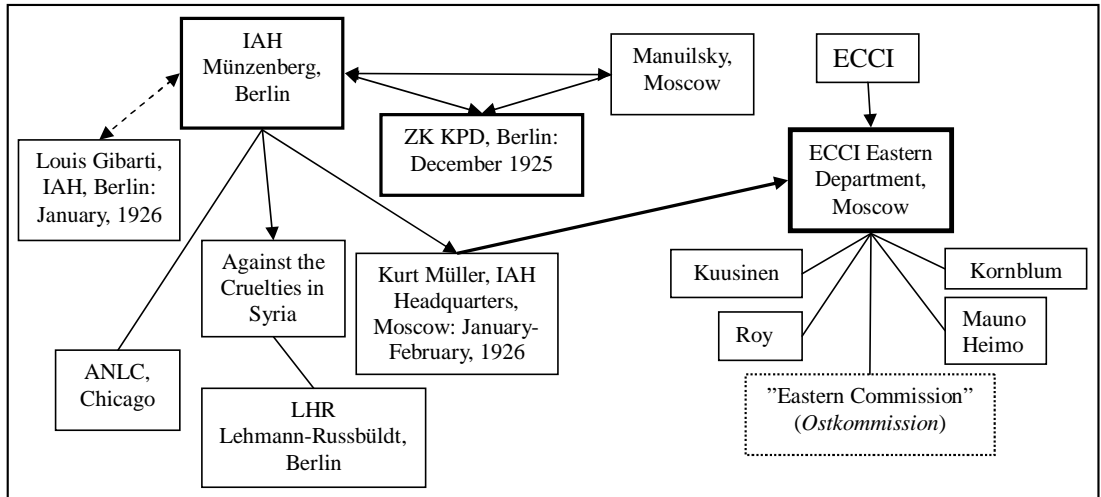 IAH
Münzenberg,
Berlin
Manuilsky,
Moscow
ECCI
ZK KPD, Berlin:
December 1925
ECCI Eastern
Department,
Moscow
Louis Gibarti,
IAH, Berlin:
January, 1926
Against the
Cruelties in
Syria
Kurt Müller, IAH
Headquarters,
Moscow: January-
February, 1926
Kuusinen
Kornblum
Roy
Mauno
Heimo
ANLC,
Chicago
LHR
Lehmann-Russbüldt,
Berlin
”Eastern Commission”
(Ostkommission)